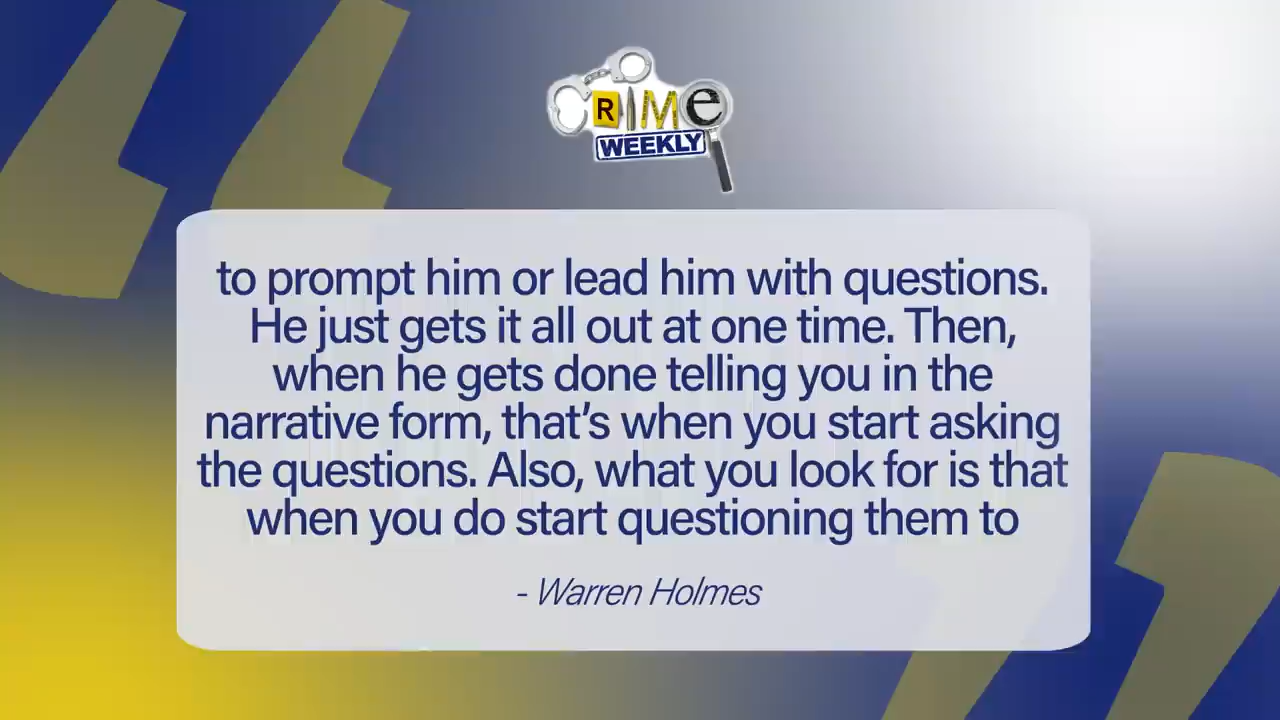 CRIMe
WEEKLY
to prompt him or lead him with questions.
He just gets it all out at one time. Then,
when he gets done telling you in the
narrative form, that’s when you start asking
the questions. Also, what you look for is that
when you do start questioning them to
- Warren Holmes